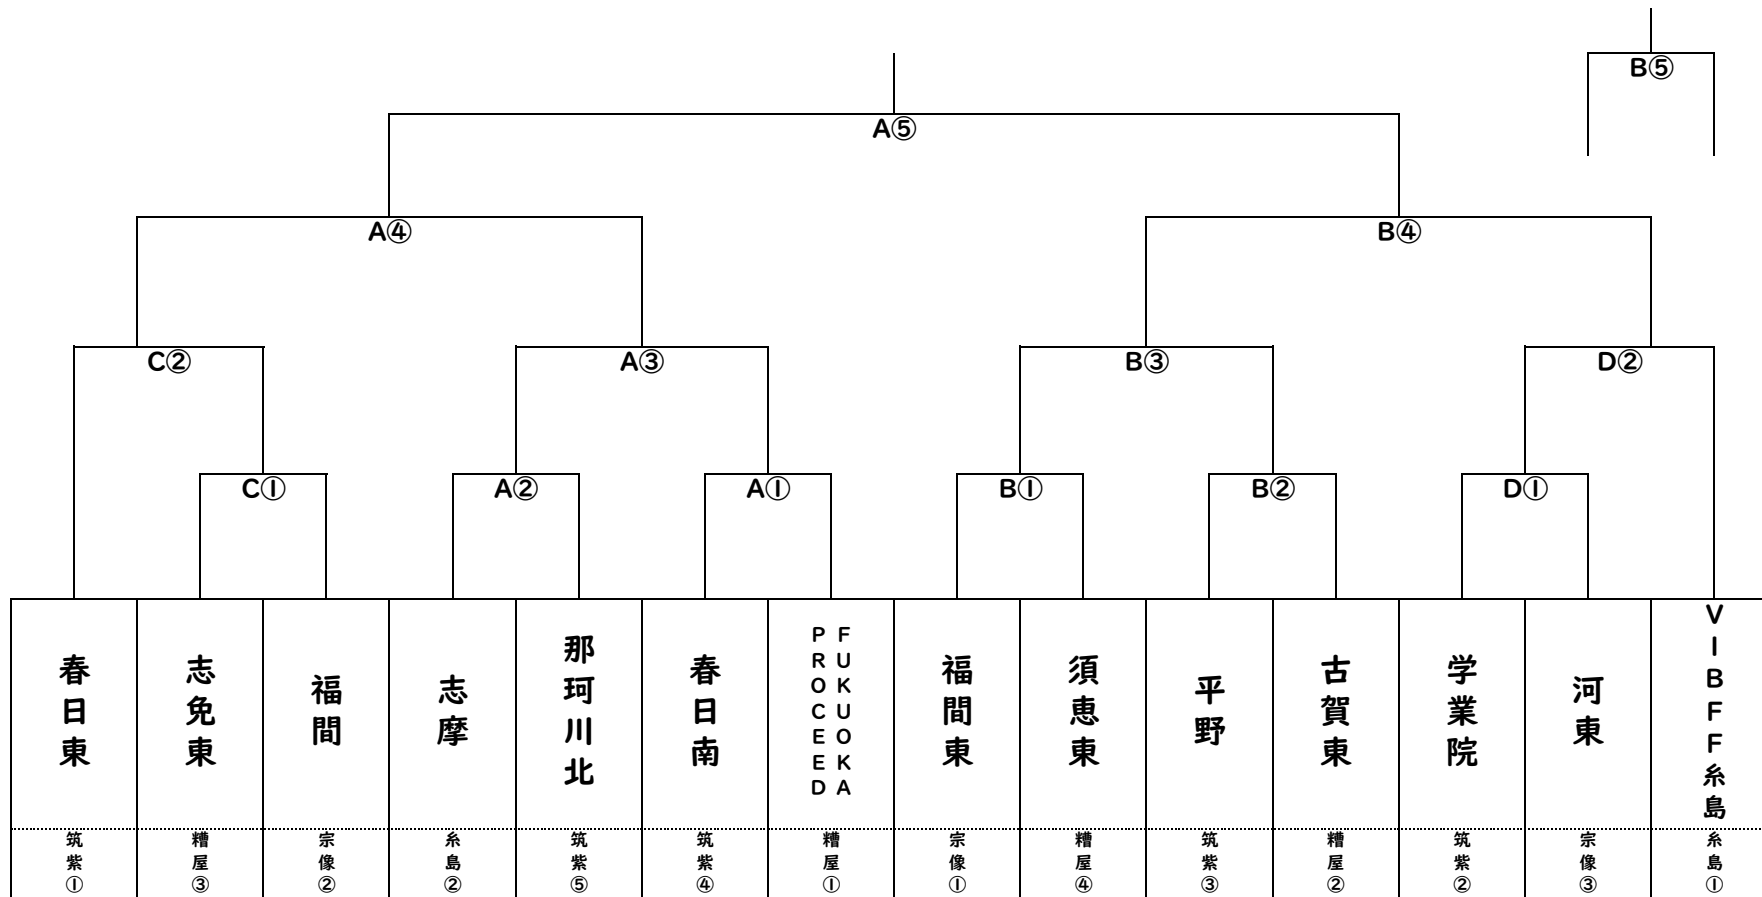 B⑤
A⑤
A④
B④
C②
A③
B③
D②
C①
A②
A①
B①
B②
D①
春日東
志免東
福間
志摩
那珂川北
春日南
FUKUOKA
PROCEED
福間東
須恵東
平野
古賀東
学業院
河東
VIBFF糸島
筑紫①
糟屋③
宗像②
糸島②
筑紫⑤
筑紫④
糟屋①
宗像①
糟屋④
筑紫③
糟屋②
筑紫②
宗像③
糸島①